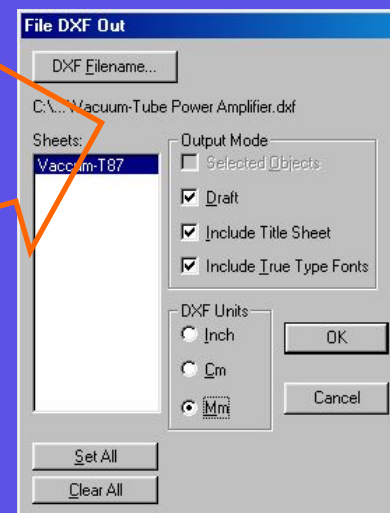 File DXF Out
DXF Filename...
C:\... \Vacuum-Tube Power Amplifier.dxf
Sheets:
Vaccum-T87
Output Mode
Selected Objects
Draft
Include Title Sheet
Include True Type Fonts
DXF Units
Inch
Cm
Mm
OK
Cancel
Set All
Clear All